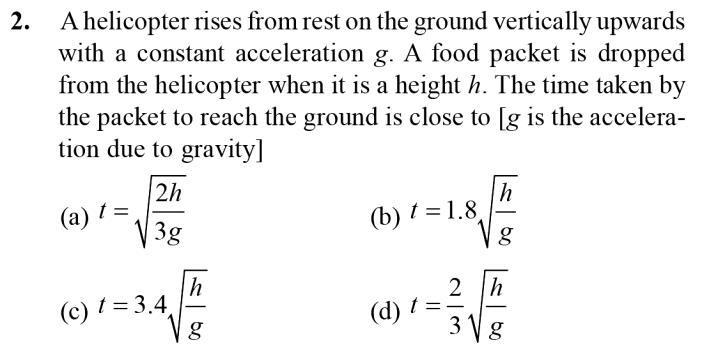 2. A helicopter rises from rest on the ground vertically upwards
with a constant acceleration g. A food packet is dropped
from the helicopter when it is a height h. The time taken by
the packet to reach the ground is close to [g is the accelera-
tion due to gravity]
(a) t = √(2h/3g) (b) t = 1.8√(h/g)
(c) t = 3.4√(h/g) (d) t = 2/3√(h/g)